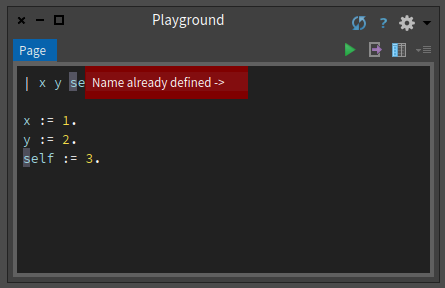 Playground
?
Page
| x y se Name already defined ->
x := 1.
y := 2.
self := 3.